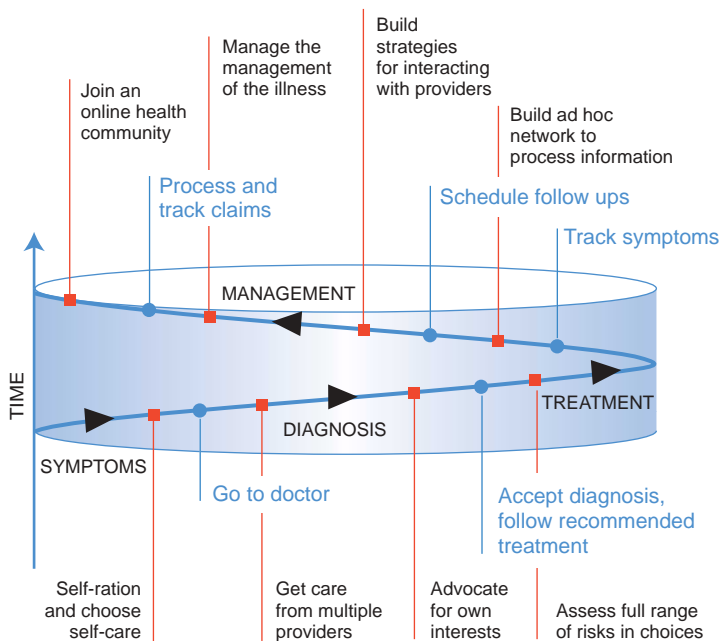 Join an
online health
community
Manage the
management
of the illness
Build
strategies
for interacting
with providers
Build ad hoc
network to
process information
Process and
track claims
Schedule follow ups
Track symptoms
MANAGEMENT
TIME
TREATMENT
DIAGNOSIS
SYMPTOMS
Go to doctor
Accept diagnosis,
follow recommended
treatment
Self-ration
and choose
self-care
Get care
from multiple
providers
Advocate
for own
interests
Assess full range
of risks in choices